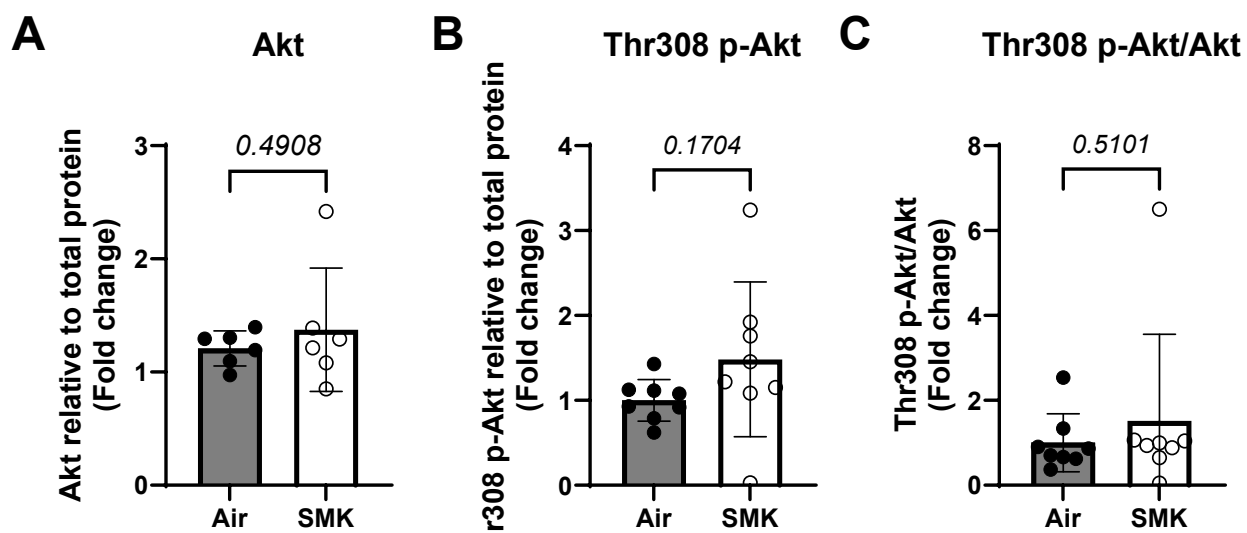 A
Akt
Akt relative to total protein
(Fold change)
3
2
1
0
0.4908
Air
SMK
B
Thr308 p-Akt
r308 p-Akt relative to total protein
(Fold change)
4
3
2
1
0
0.1704
Air
SMK
C
Thr308 p-Akt/Akt
Thr308 p-Akt/Akt
(Fold change)
8
6
4
2
0
0.5101
Air
SMK